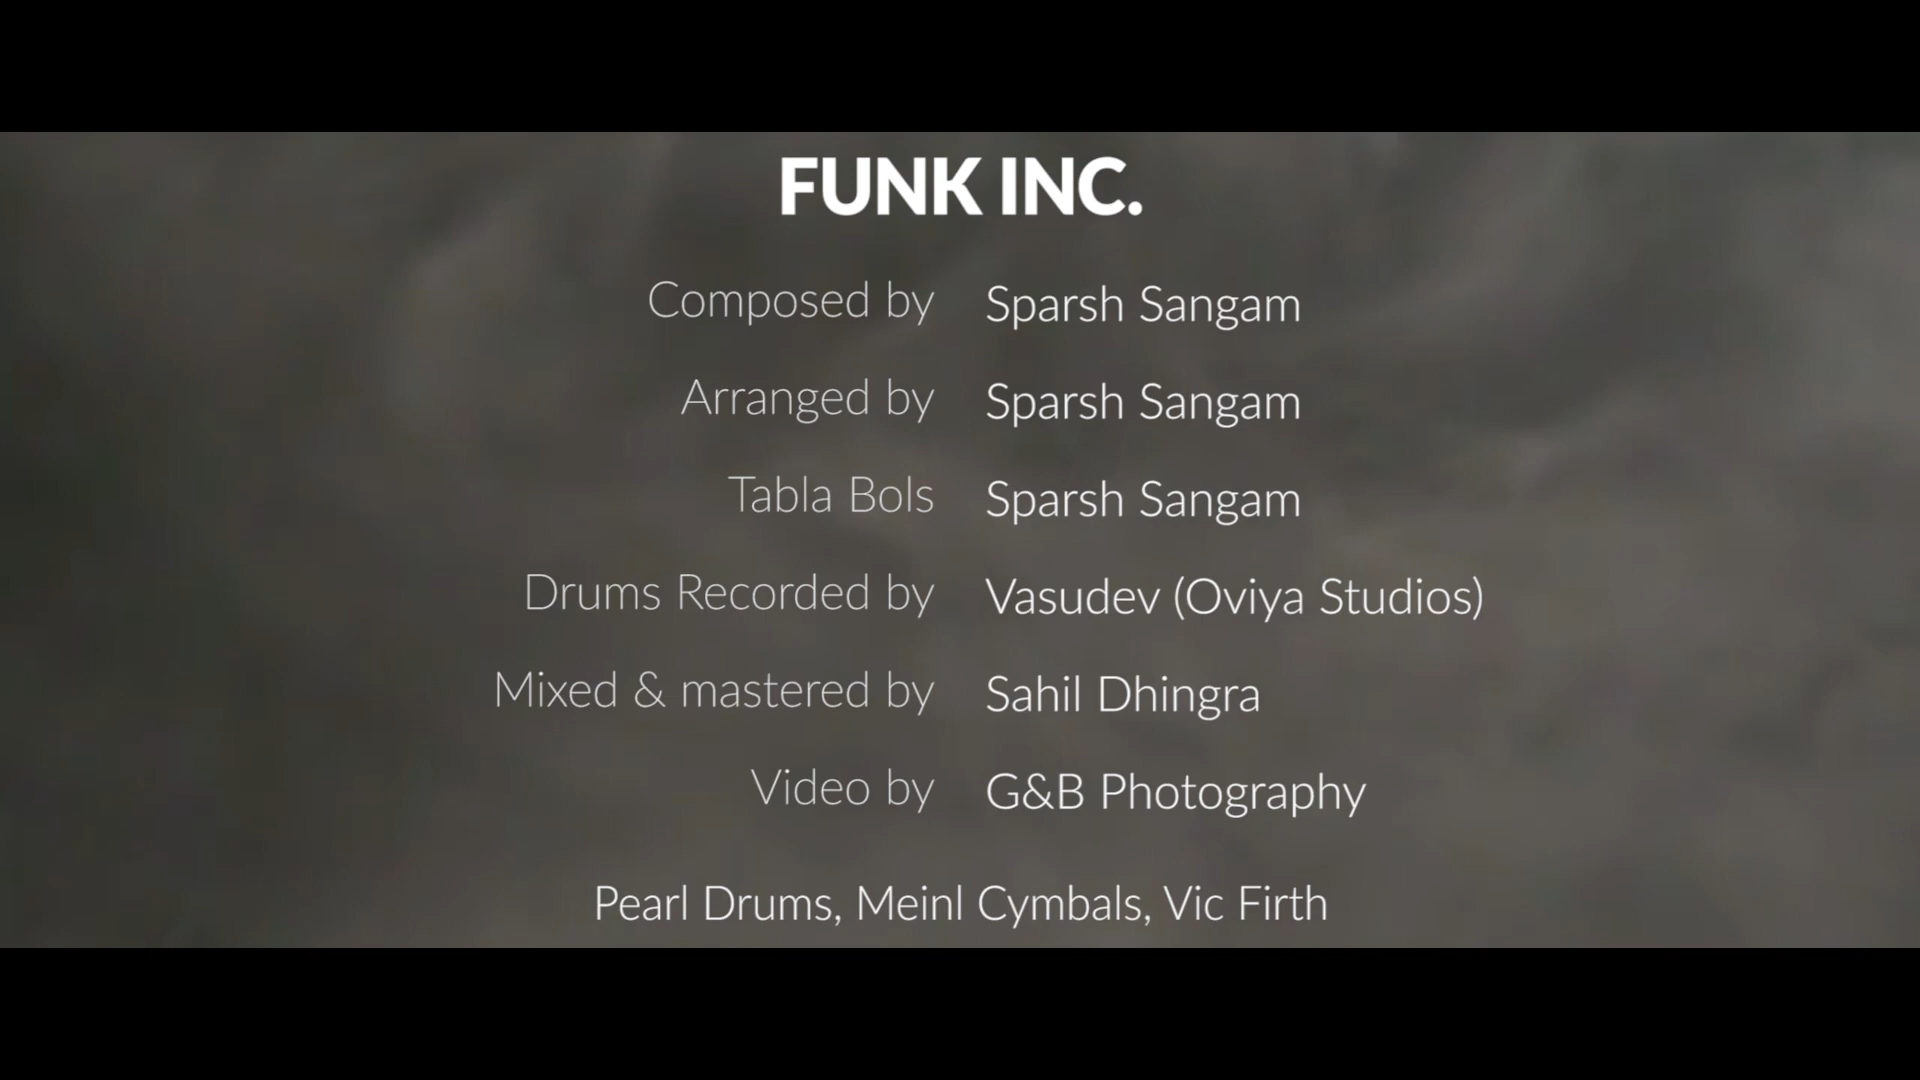 FUNK INC.
Composed by Sparsh Sangam
Arranged by Sparsh Sangam
Tabla Bols Sparsh Sangam
Drums Recorded by Vasudev (Oviya Studios)
Mixed & mastered by Sahil Dhingra
Video by G&B Photography
Pearl Drums, Meinl Cymbals, Vic Firth